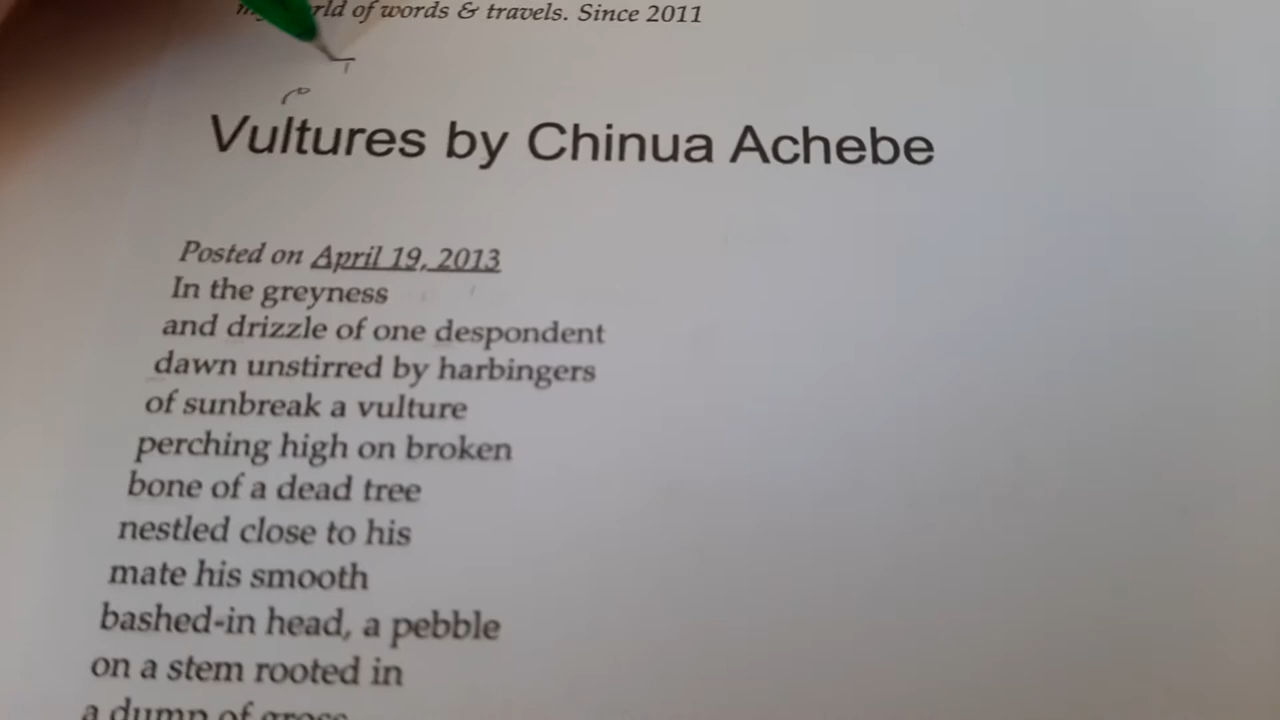 of words & travels. Since 2011
Vultures by Chinua Achebe
Posted on April 19, 2013
In the greyness
and drizzle of one despondent
dawn unstirred by harbingers
of sunbreak a vulture
perching high on broken
bone of a dead tree
nestled close to his
mate his smooth
bashed-in head, a pebble
on a stem rooted in
a dump of gross